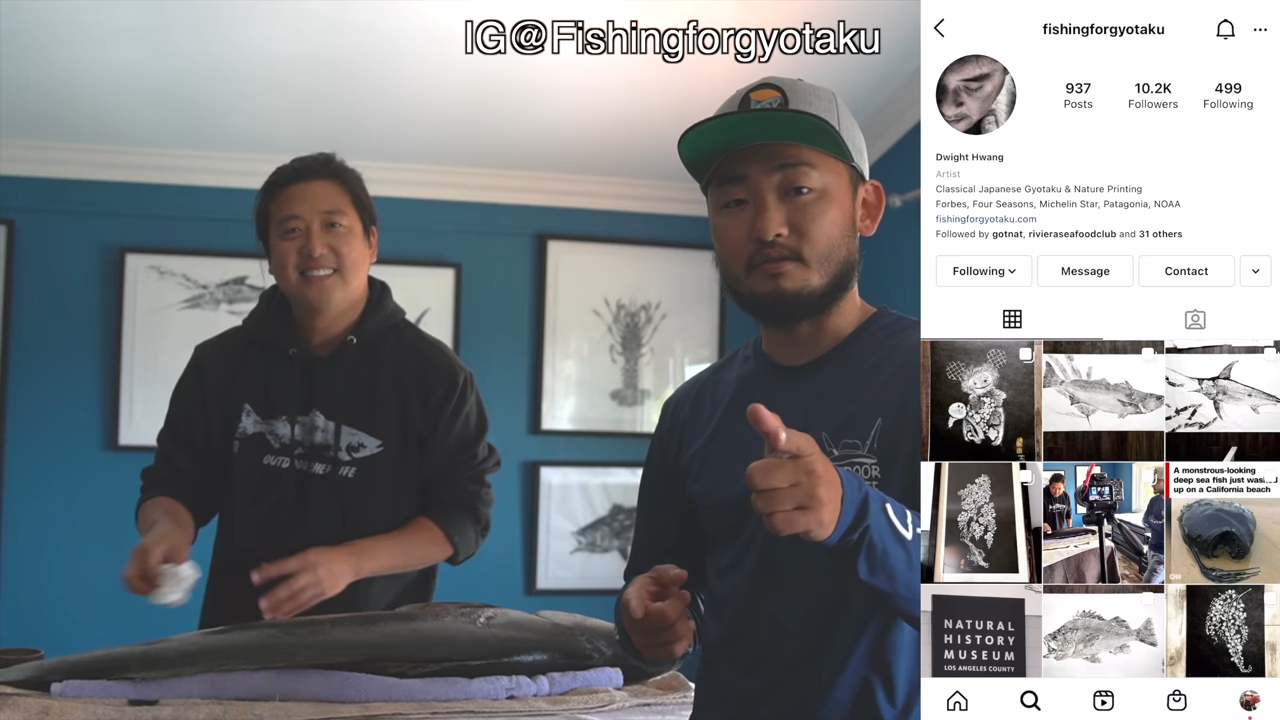 IG@Fishingforgyotaku
fishingforgyotaku
937
Posts
10.2K
Followers
499
Following
Dwight Hwang
Artist
Classical Japanese Gyotaku & Nature Printing
Forbes, Four Seasons, Michelin Star, Patagonia, NOAA
fishingforgyotaku.com
Followed by gotnat, rivieraseafoodclub and 31 others
Following
Message
Contact
A monstrous-looking
deep sea fish just
up on a California beach
CNN
NATURAL
HISTORY
MUSEUM
LOS ANGELES COUNTY